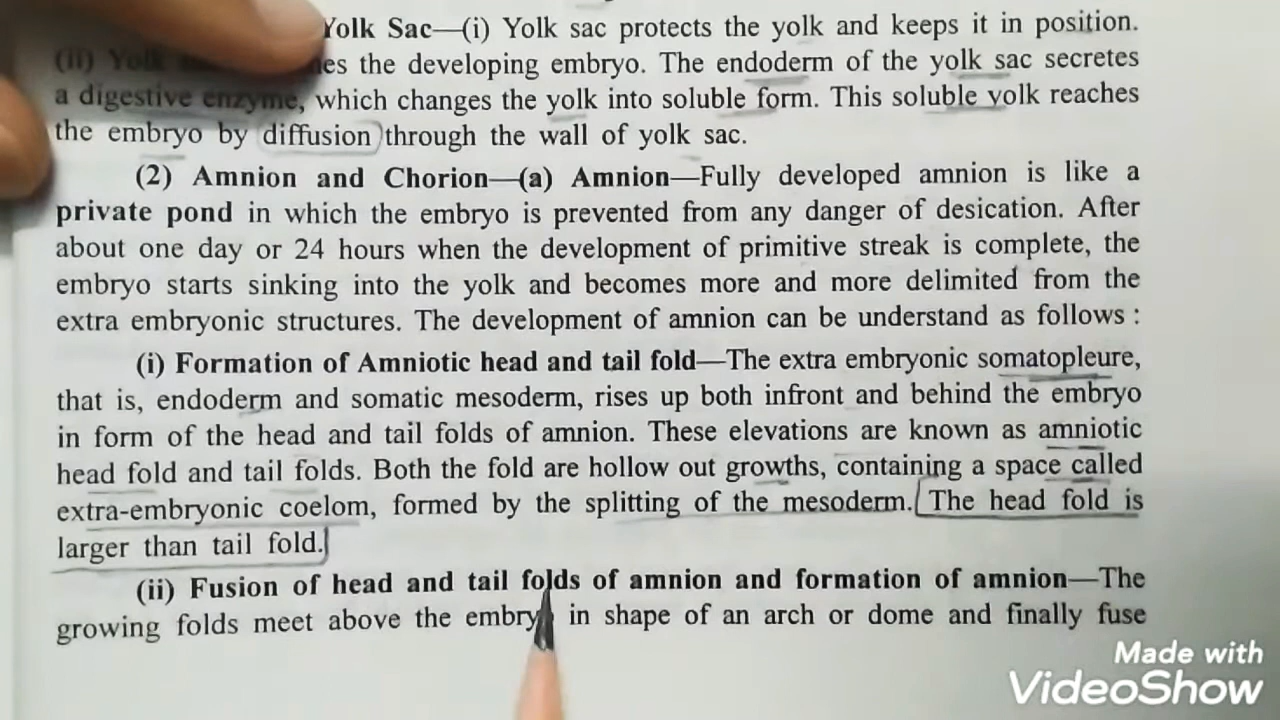 Yolk Sac—(i) Yolk sac protects the yolk and keeps it in position.
(ii) Yolk the developing embryo. The endoderm of the yolk sac secretes
a digestive enzyme, which changes the yolk into soluble form. This soluble yolk reaches
the embryo by diffusion through the wall of yolk sac.
(2) Amnion and Chorion—(a) Amnion—Fully developed amnion is like a
private pond in which the embryo is prevented from any danger of desication. After
about one day or 24 hours when the development of primitive streak is complete, the
embryo starts sinking into the yolk and becomes more and more delimited from the
extra embryonic structures. The development of amnion can be understand as follows :
(i) Formation of Amniotic head and tail fold—The extra embryonic somatopleure,
that is, endoderm and somatic mesoderm, rises up both infront and behind the embryo
in form of the head and tail folds of amnion. These elevations are known as amniotic
head fold and tail folds. Both the fold are hollow out growths, containing a space called
extra-embryonic coelom, formed by the splitting of the mesoderm. The head fold is
larger than tail fold.
(ii) Fusion of head and tail folds of amnion and formation of amnion—The
growing folds meet above the in shape of an arch or dome and finally fuse
Made with
VideoShow